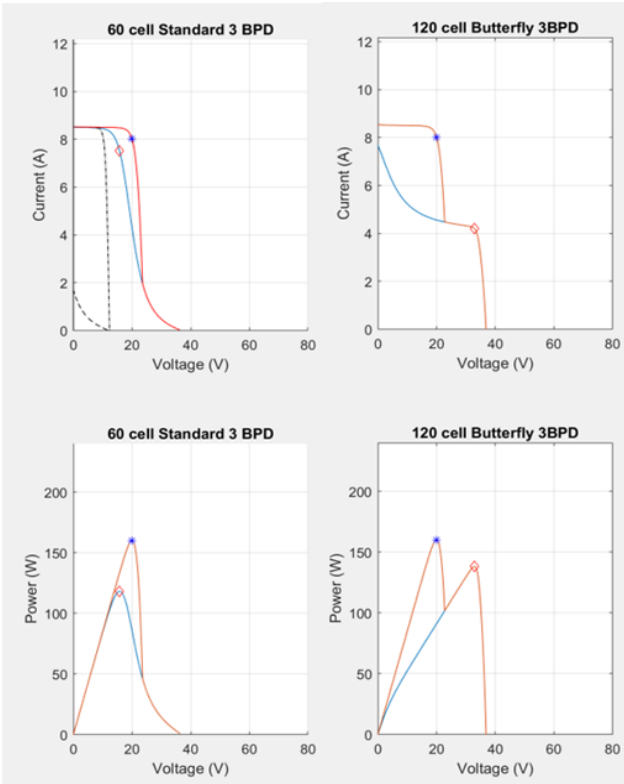 60 cell Standard 3 BPD
12
10
8
6
4
2
0
Current (A)
0 20 40 60 80
Voltage (V)
120 cell Butterfly 3BPD
12
10
8
6
4
2
0
Current (A)
0 20 40 60 80
Voltage (V)
60 cell Standard 3 BPD
200
150
100
50
0
Power (W)
0 20 40 60 80
Voltage (V)
120 cell Butterfly 3BPD
200
150
100
50
0
Power (W)
0 20 40 60 80
Voltage (V)